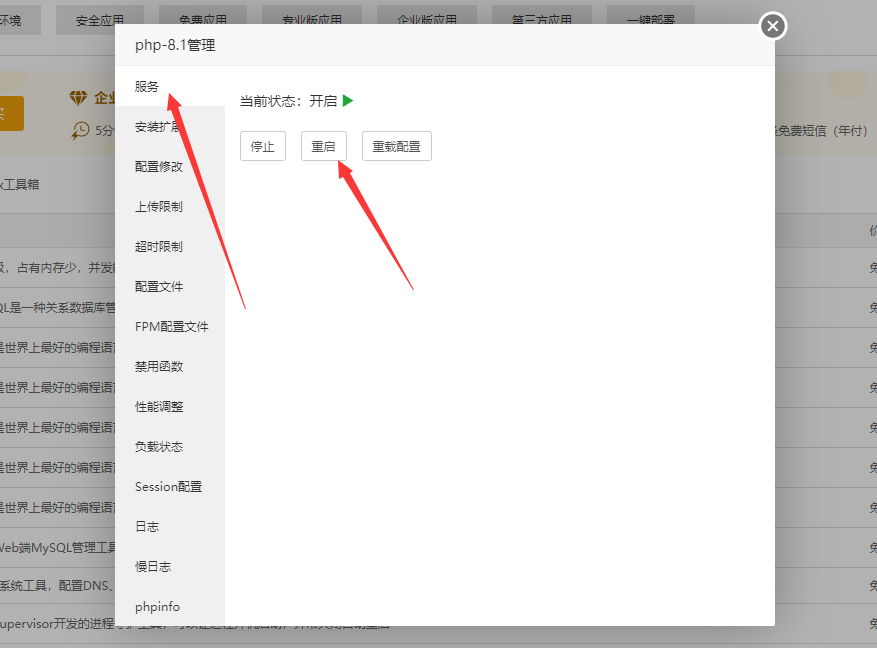 环境 安全应用 免费应用 专业版应用 企业版应用 第三方应用 一键部署
php-8.1管理
服务
当前状态：开启
安装扩展
停止 重启 重载配置
配置修改
上传限制
超时限制
配置文件
FPM配置文件
禁用函数
性能调整
负载状态
Session配置
日志
慢日志
phpinfo
企业
5分
免费短信（年付）
工具箱
，占有内存少，并发
QL是一种关系数据库管
是世界上最好的编程语言
是世界上最好的编程语言
是世界上最好的编程语言
是世界上最好的编程语言
是世界上最好的编程语言
Web端MySQL管理工具
系统工具，配置DNS、
upervisor开发的进程